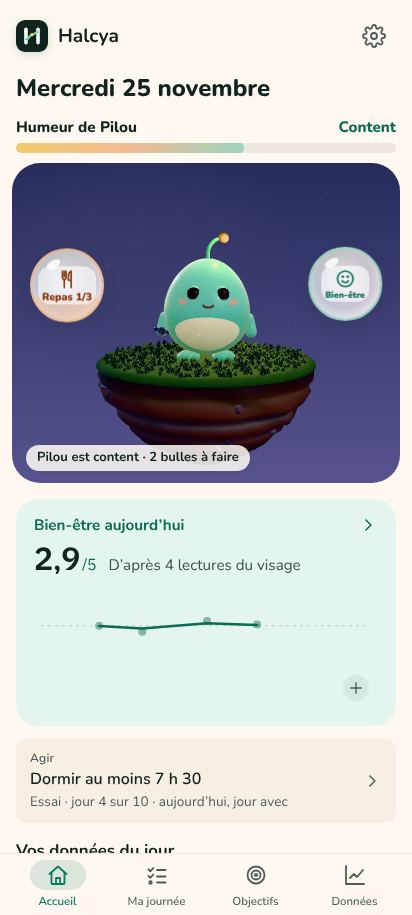 Halcya
Mercredi 25 novembre
Humeur de Pilou
Content
Repas 1/3
Bien-être
Pilou est content · 2 bulles à faire
Bien-être aujourd’hui
2,9/5 D’après 4 lectures du visage
Agir
Dormir au moins 7 h 30
Essai · jour 4 sur 10 · aujourd’hui, jour avec
Vos données du jour
Accueil
Ma journée
Objectifs
Données